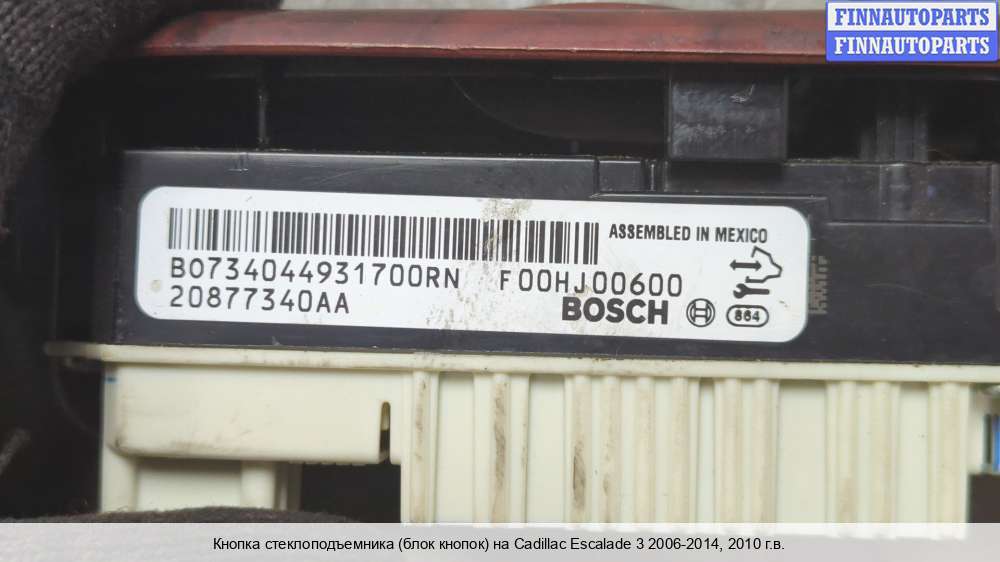 FINNAUTOPARTS
FINNAUTOPARTS
ASSEMBLED IN MEXICO
B0734044931700RN F00HJ00600
20877340AA
BOSCH
864
Кнопка стеклоподъемника (блок кнопок) на Cadillac Escalade 3 2006-2014, 2010 г.в.